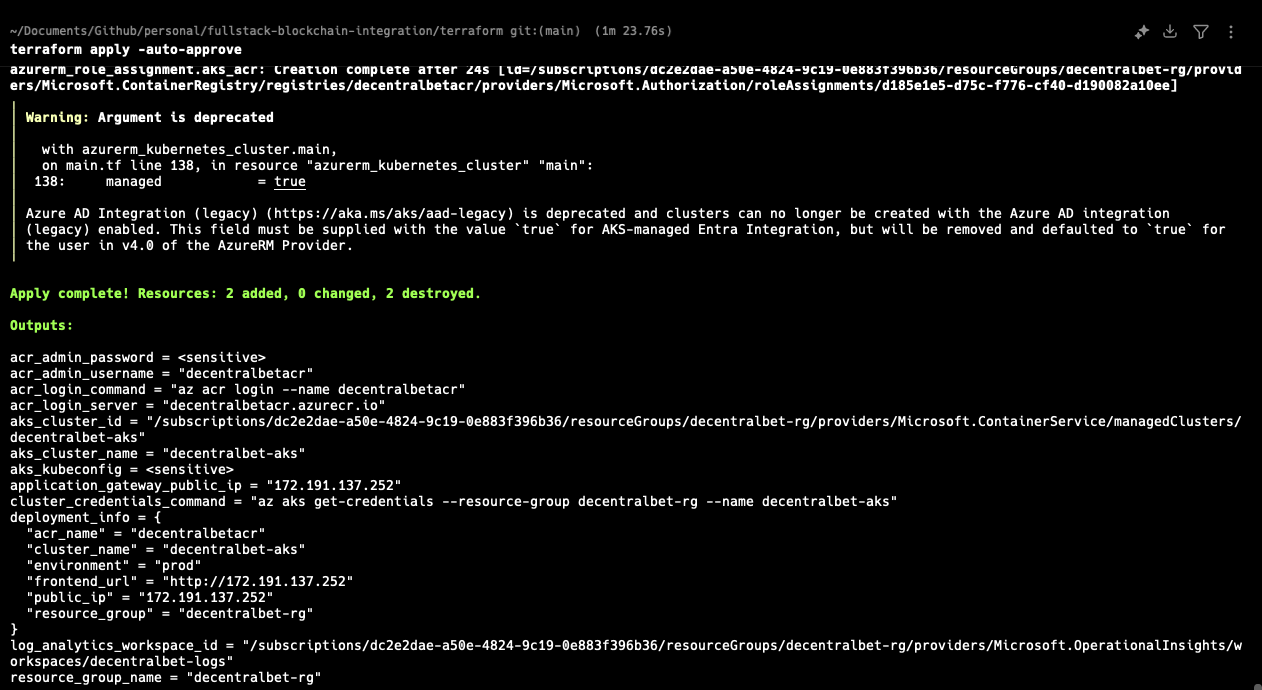 ~/Documents/Github/personal/fullstack-blockchain-integration/terraform git:(main) (1m 23.76s)
terraform apply -auto-approve
azurerm_role_assignment.aks_acr: Creation complete after 24s [id=/subscriptions/dc2e2dae-a50e-4824-9c19-0e883f396b36/resourceGroups/decentralbet-rg/provid
ers/Microsoft.ContainerRegistry/registries/decentralbetacr/providers/Microsoft.Authorization/roleAssignments/d185e1e5-d75c-f776-cf40-d190082a10ee]
Warning: Argument is deprecated
with azurerm_kubernetes_cluster.main,
on main.tf line 138, in resource "azurerm_kubernetes_cluster" "main":
138:     managed            = true
Azure AD Integration (legacy) (https://aka.ms/aks/aad-legacy) is deprecated and clusters can no longer be created with the Azure AD integration
(legacy) enabled. This field must be supplied with the value `true` for AKS-managed Entra Integration, but will be removed and defaulted to `true` for
the user in v4.0 of the AzureRM Provider.
Apply complete! Resources: 2 added, 0 changed, 2 destroyed.
Outputs:
acr_admin_password = <sensitive>
acr_admin_username = "decentralbetacr"
acr_login_command = "az acr login --name decentralbetacr"
acr_login_server = "decentralbetacr.azurecr.io"
aks_cluster_id = "/subscriptions/dc2e2dae-a50e-4824-9c19-0e883f396b36/resourceGroups/decentralbet-rg/providers/Microsoft.ContainerService/managedClusters/
decentralbet-aks"
aks_cluster_name = "decentralbet-aks"
aks_kubeconfig = <sensitive>
application_gateway_public_ip = "172.191.137.252"
cluster_credentials_command = "az aks get-credentials --resource-group decentralbet-rg --name decentralbet-aks"
deployment_info = {
  "acr_name" = "decentralbetacr"
  "cluster_name" = "decentralbet-aks"
  "environment" = "prod"
  "frontend_url" = "http://172.191.137.252"
  "public_ip" = "172.191.137.252"
  "resource_group" = "decentralbet-rg"
}
log_analytics_workspace_id = "/subscriptions/dc2e2dae-a50e-4824-9c19-0e883f396b36/resourceGroups/decentralbet-rg/providers/Microsoft.OperationalInsights/w
orkspaces/decentralbet-logs"
resource_group_name = "decentralbet-rg"